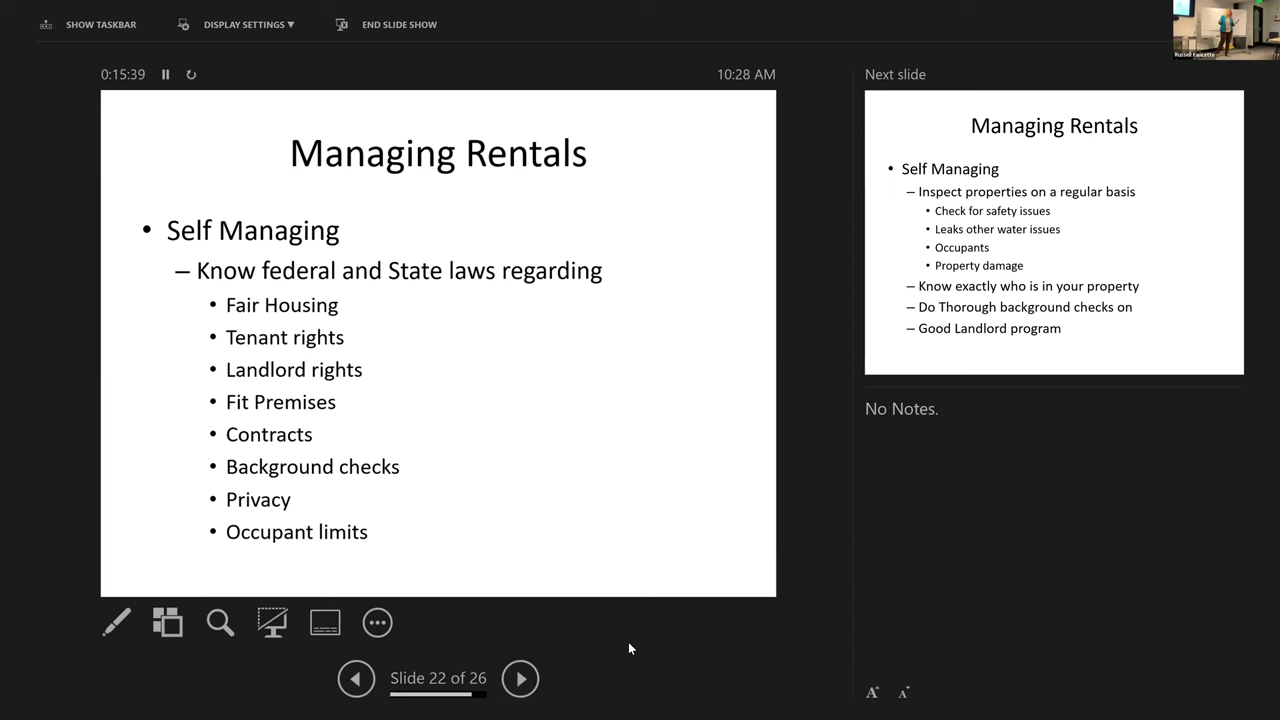 SHOW TASKBAR
DISPLAY SETTINGS ▼
END SLIDE SHOW
Russell Faucette
0:15:39
10:28 AM
Managing Rentals
• Self Managing
– Know federal and State laws regarding
• Fair Housing
• Tenant rights
• Landlord rights
• Fit Premises
• Contracts
• Background checks
• Privacy
• Occupant limits
Slide 22 of 26
Next slide
Managing Rentals
• Self Managing
– Inspect properties on a regular basis
• Check for safety issues
• Leaks other water issues
• Occupants
• Property damage
– Know exactly who is in your property
– Do Thorough background checks on
– Good Landlord program
No Notes.
A A